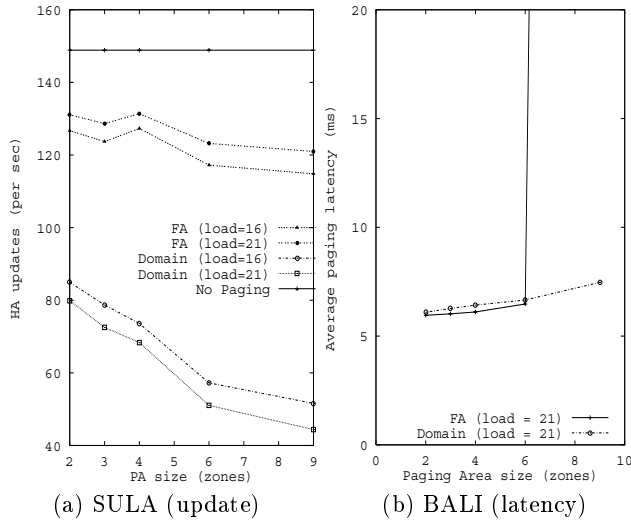 HA updates (per sec)
160
140
120
100
80
60
40
FA (load=16)
FA (load=21)
Domain (load=16)
Domain (load=21)
No Paging
2 3 4 5 6 7 8 9
PA size (zones)
(a) SULA (update)
Average paging latency (ms)
20
15
10
5
0
FA (load = 21)
Domain (load = 21)
0 2 4 6 8 10
Paging Area size (zones)
(b) BALI (latency)